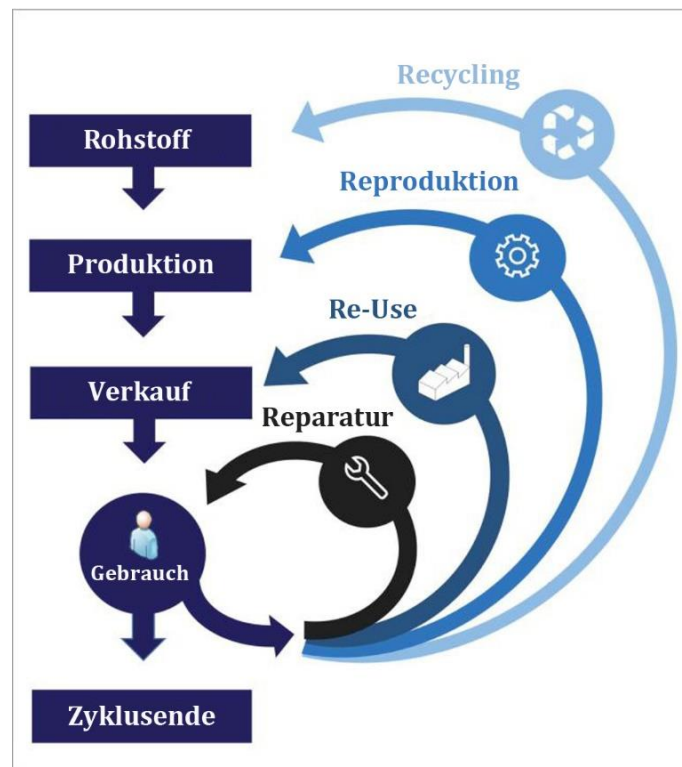 Recycling
Rohstoff
Reproduktion
Produktion
Re-Use
Verkauf
Reparatur
Gebrauch
Zyklusende